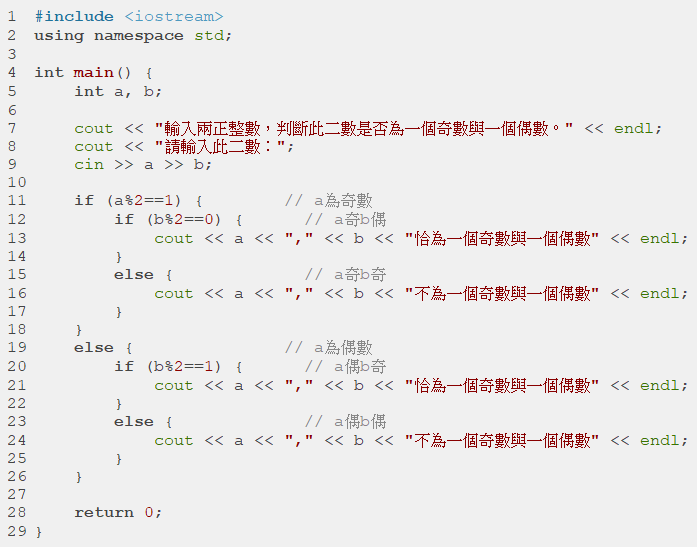 1 #include <iostream>
2 using namespace std;
3
4 int main() {
5     int a, b;
6
7     cout << "輸入兩正整數，判斷此二數是否為一個奇數與一個偶數。" << endl;
8     cout << "請輸入此二數：";
9     cin >> a >> b;
10
11     if (a%2==1) {        // a為奇數
12         if (b%2==0) {      // a奇b偶
13             cout << a << "," << b << "恰為一個奇數與一個偶數" << endl;
14         }
15         else {             // a奇b奇
16             cout << a << "," << b << "不為一個奇數與一個偶數" << endl;
17         }
18     }
19     else {               // a為偶數
20         if (b%2==1) {      // a偶b奇
21             cout << a << "," << b << "恰為一個奇數與一個偶數" << endl;
22         }
23         else {             // a偶b偶
24             cout << a << "," << b << "不為一個奇數與一個偶數" << endl;
25         }
26     }
27
28     return 0;
29 }